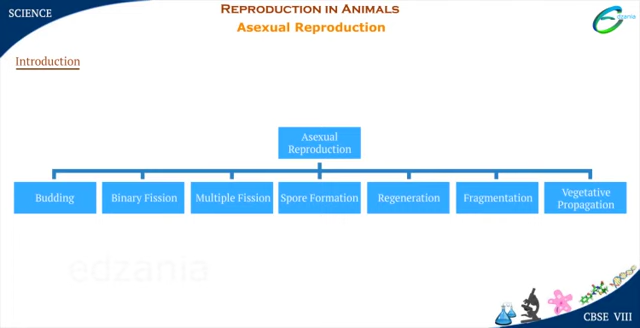 SCIENCE
REPRODUCTION IN ANIMALS
Asexual Reproduction
edzania
Introduction
Asexual
Reproduction
Budding
Binary Fission
Multiple Fission
Spore Formation
Regeneration
Fragmentation
Vegetative
Propagation
edzania
CBSE VIII